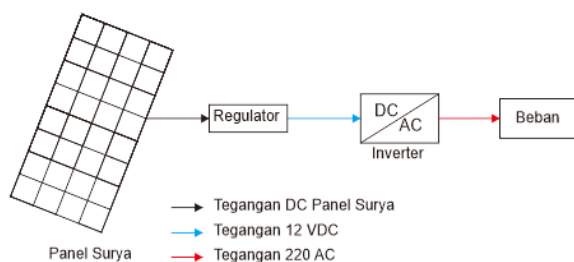 Regulator
DC
AC
Inverter
Beban
Panel Surya
Tegangan DC Panel Surya
Tegangan 12 VDC
Tegangan 220 AC